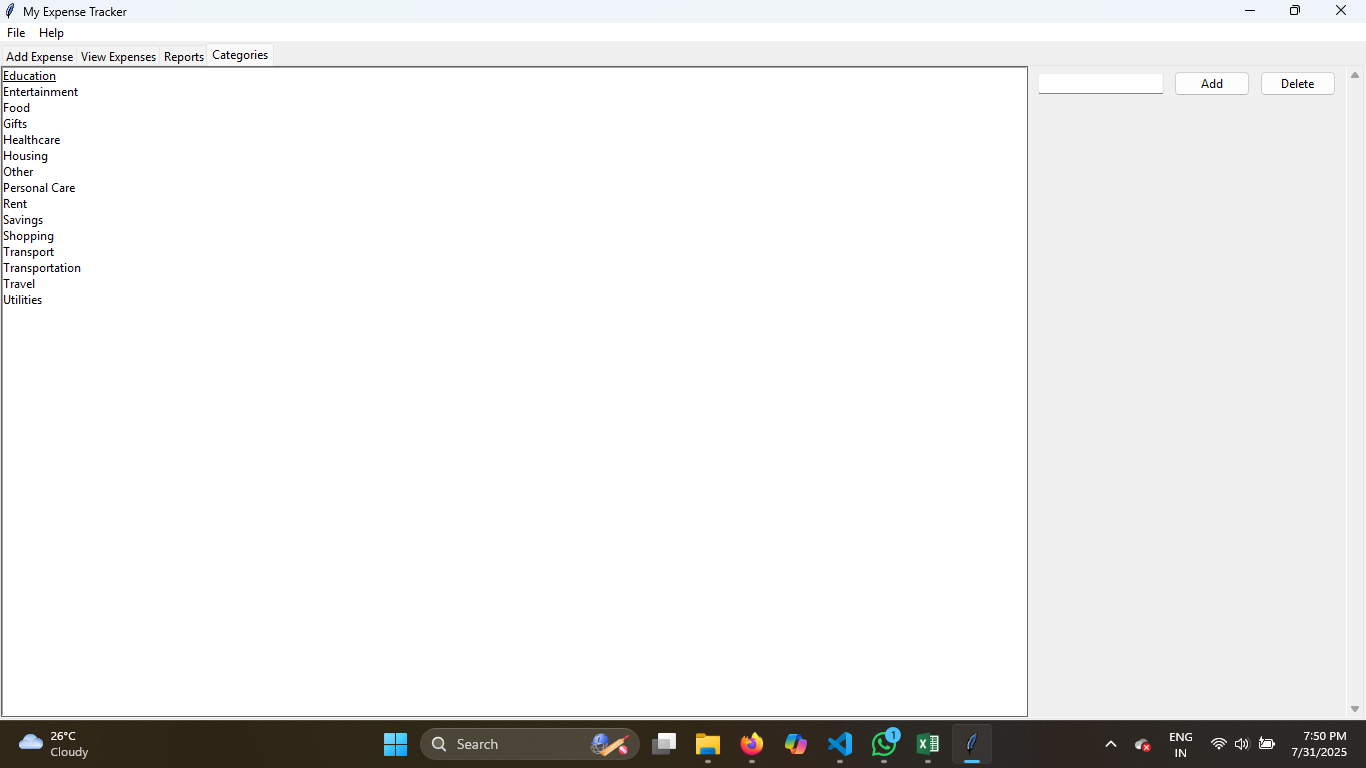 My Expense Tracker
File Help
Add Expense View Expenses Reports Categories
Education
Add Delete
Entertainment
Food
Gifts
Healthcare
Housing
Other
Personal Care
Rent
Savings
Shopping
Transport
Transportation
Travel
Utilities
26°C
Cloudy
Search
1
ENG
IN
7:50 PM
7/31/2025